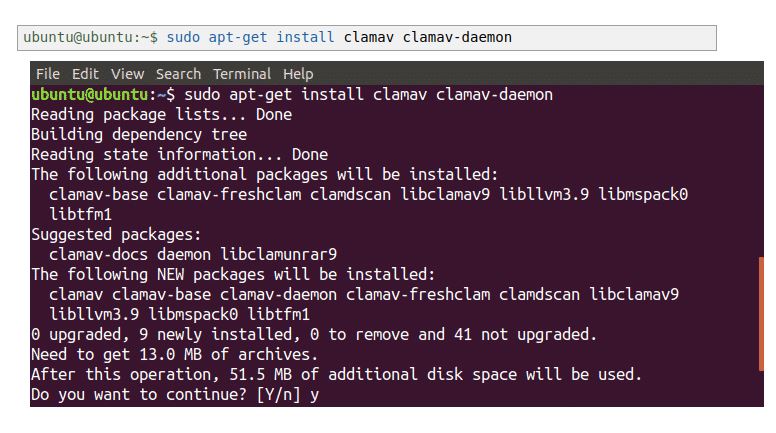 ubuntu@ubuntu:~$ sudo apt-get install clamav clamav-daemon
File Edit View Search Terminal Help
ubuntu@ubuntu:~$ sudo apt-get install clamav clamav-daemon
Reading package lists... Done
Building dependency tree
Reading state information... Done
The following additional packages will be installed:
  clamav-base clamav-freshclam clamdscan libclamav9 libllvm3.9 libmspack0
  libtfm1
Suggested packages:
  clamav-docs daemon libclamunrar9
The following NEW packages will be installed:
  clamav clamav-base clamav-daemon clamav-freshclam clamdscan libclamav9
  libllvm3.9 libmspack0 libtfm1
0 upgraded, 9 newly installed, 0 to remove and 41 not upgraded.
Need to get 13.0 MB of archives.
After this operation, 51.5 MB of additional disk space will be used.
Do you want to continue? [Y/n] y